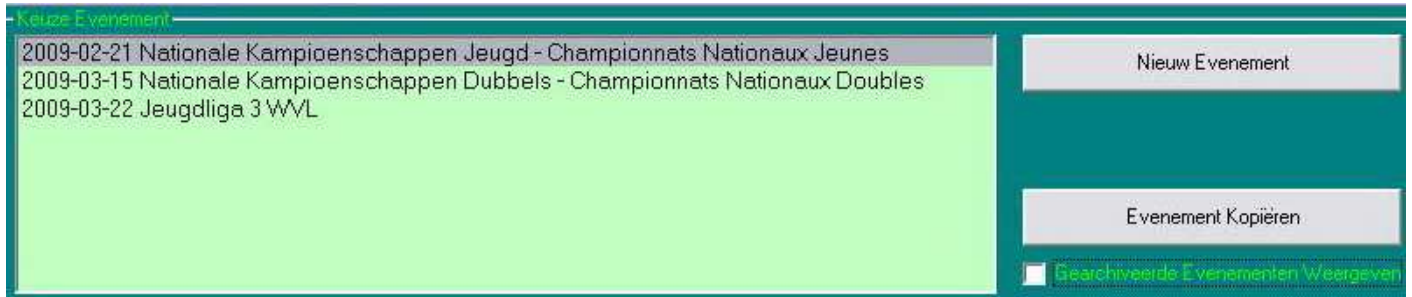 Keuze Evenement
2009-02-21 Nationale Kampioenschappen Jeugd - Championnats Nationaux Jeunes
2009-03-15 Nationale Kampioenschappen Dubbels - Championnats Nationaux Doubles
2009-03-22 Jeugdliga 3 WVL
Nieuw Evenement
Evenement Kopiëren
Gearchiveerde Evenementen Weergeven